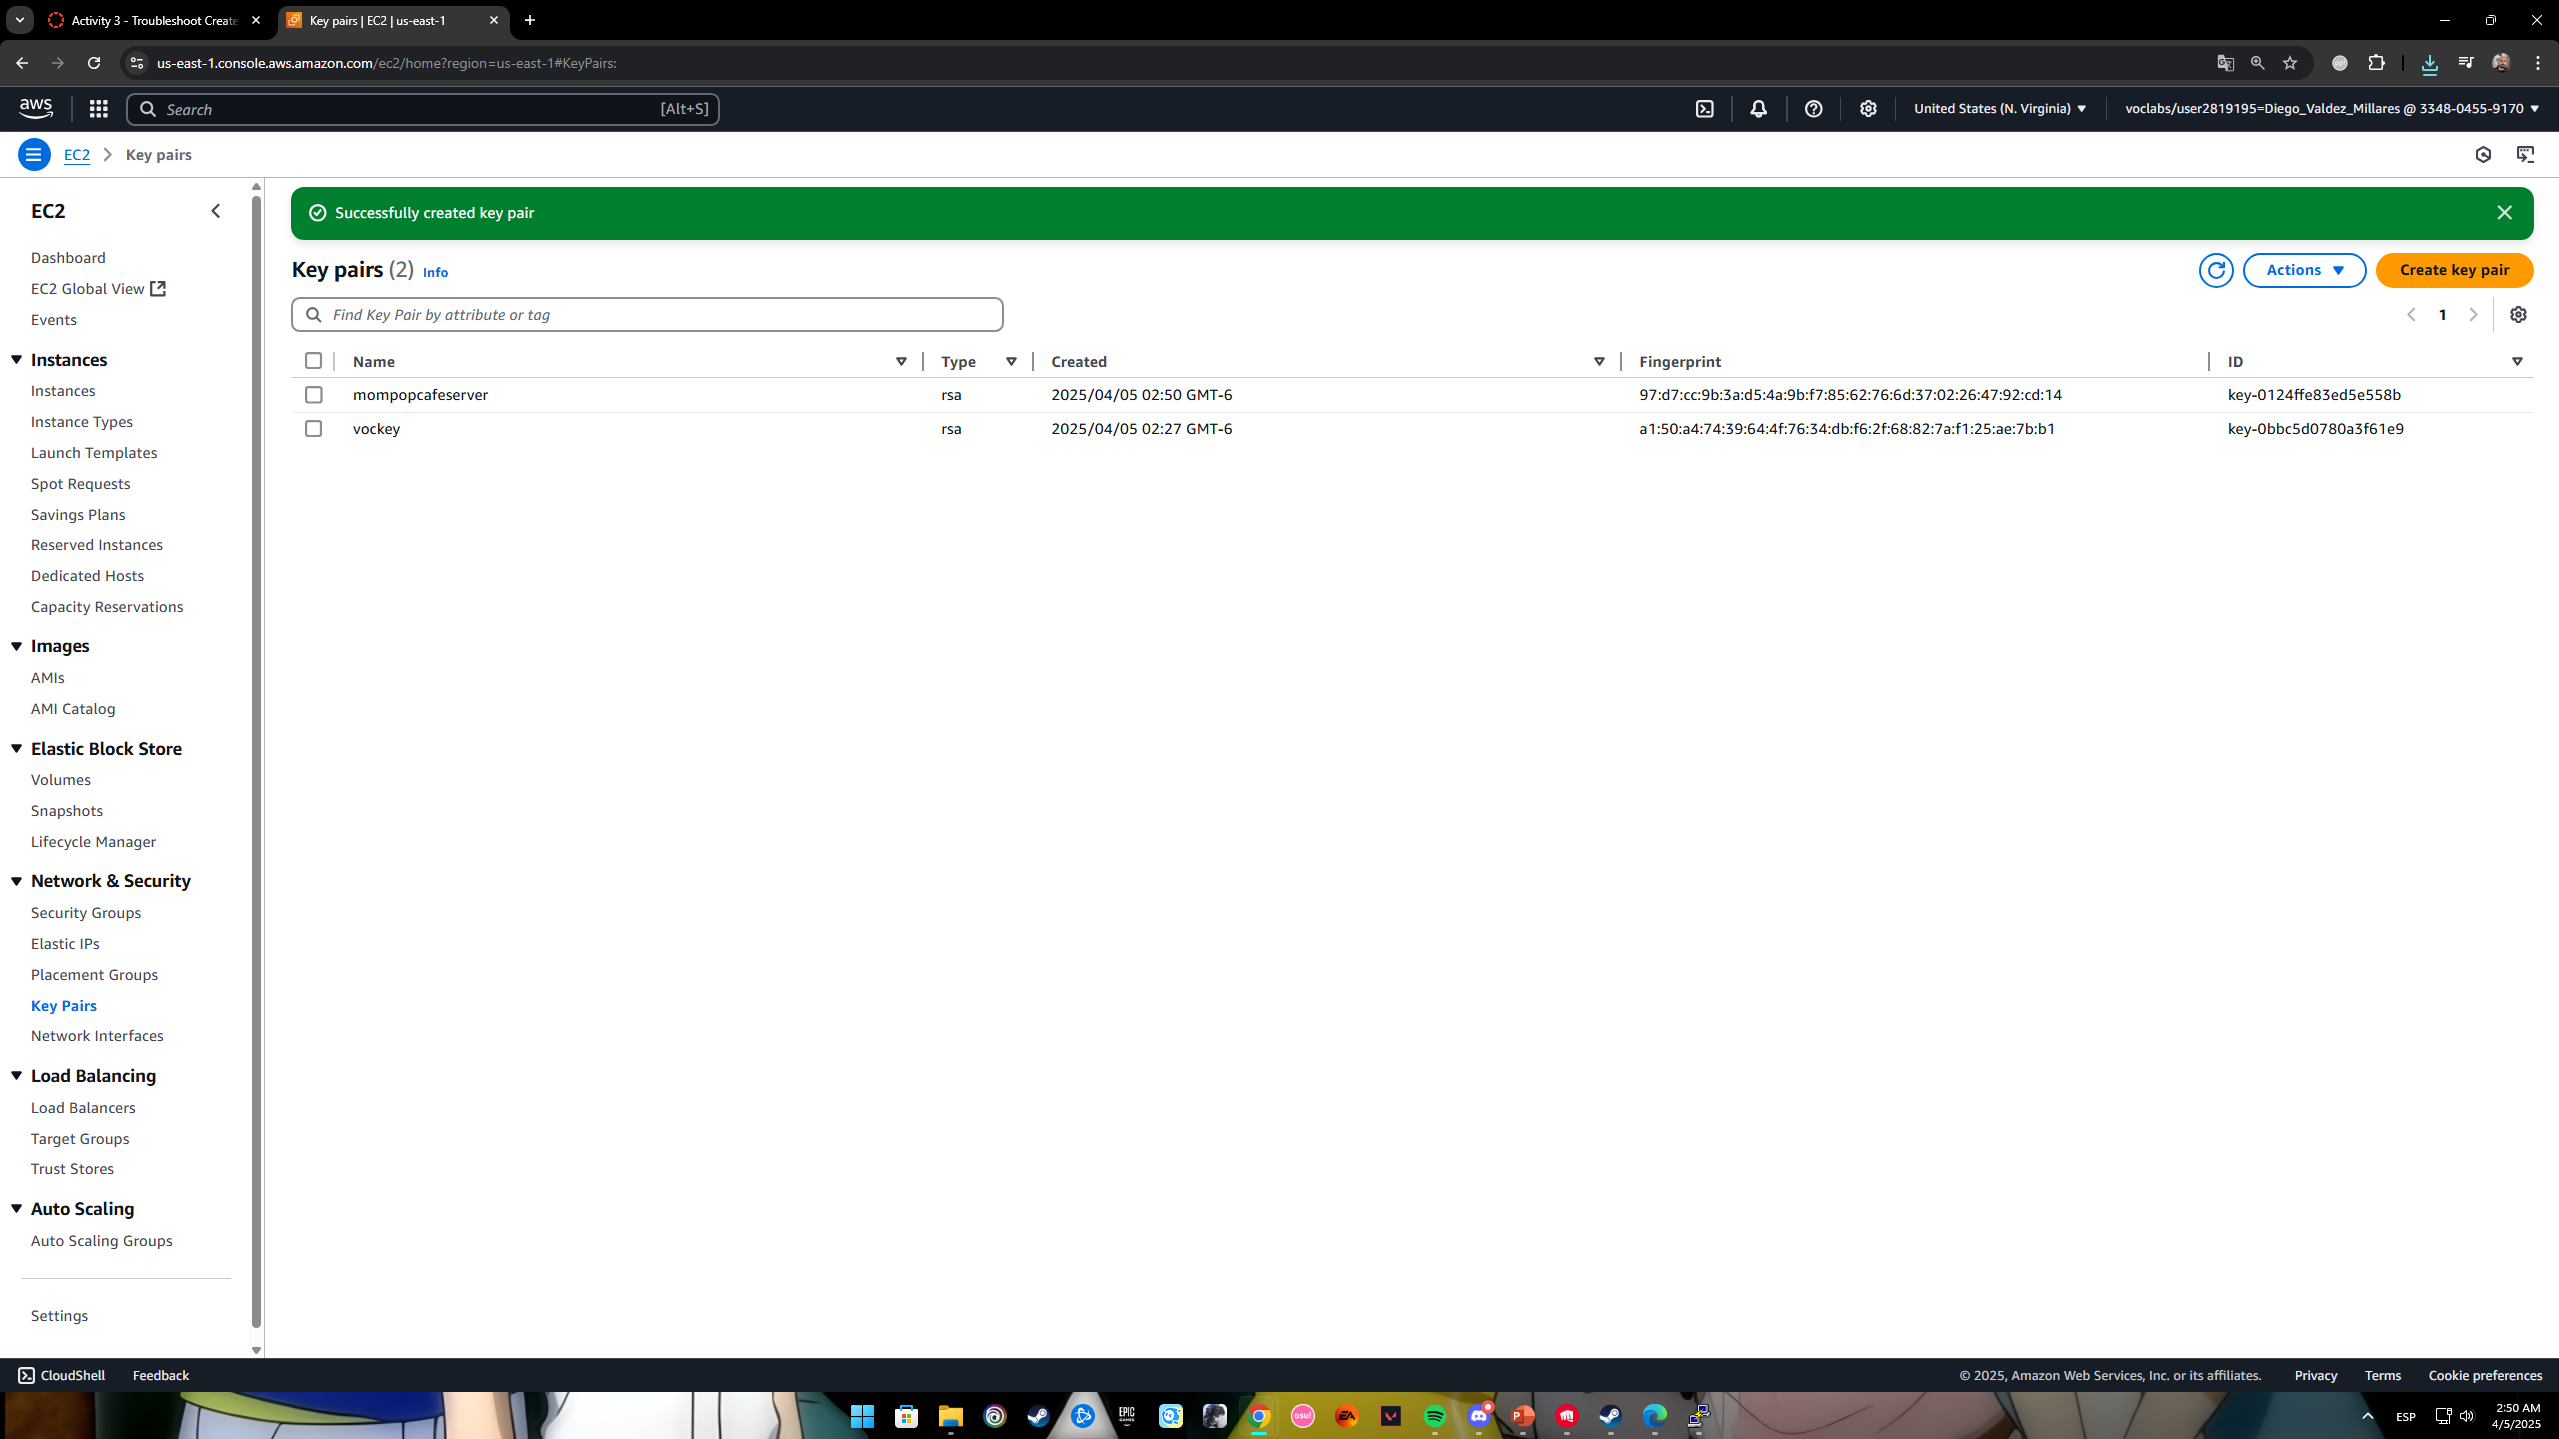 Activity 3 - Troubleshoot Create
Key pairs | EC2 | us-east-1
us-east-1.console.aws.amazon.com/ec2/home?region=us-east-1#KeyPairs:
aws
Search
[Alt+S]
United States (N. Virginia)
voclabs/user2819195=Diego_Valdez_Millares @ 3348-0455-9170
EC2
Key pairs
EC2
Dashboard
EC2 Global View
Events
Instances
Instances
Instance Types
Launch Templates
Spot Requests
Savings Plans
Reserved Instances
Dedicated Hosts
Capacity Reservations
Images
AMIs
AMI Catalog
Elastic Block Store
Volumes
Snapshots
Lifecycle Manager
Network & Security
Security Groups
Elastic IPs
Placement Groups
Key Pairs
Network Interfaces
Load Balancing
Load Balancers
Target Groups
Trust Stores
Auto Scaling
Auto Scaling Groups
Settings
Successfully created key pair
Key pairs (2) Info
Actions
Create key pair
Find Key Pair by attribute or tag
1
Name Type Created Fingerprint ID
mompopcafeserver rsa 2025/04/05 02:50 GMT-6 97:d7:cc:9b:3a:d5:4a:9b:f7:85:62:76:6d:37:02:26:47:92:cd:14 key-0124ffe83ed5e558b
vockey rsa 2025/04/05 02:27 GMT-6 a1:50:a4:74:39:64:4f:76:34:db:f6:2f:68:82:7a:f1:25:ae:7b:b1 key-0bbc5d0780a3f61e9
CloudShell
Feedback
© 2025, Amazon Web Services, Inc. or its affiliates.
Privacy
Terms
Cookie preferences
EPIC
GAMES
osu!
EA
ESP
2:50 AM
4/5/2025